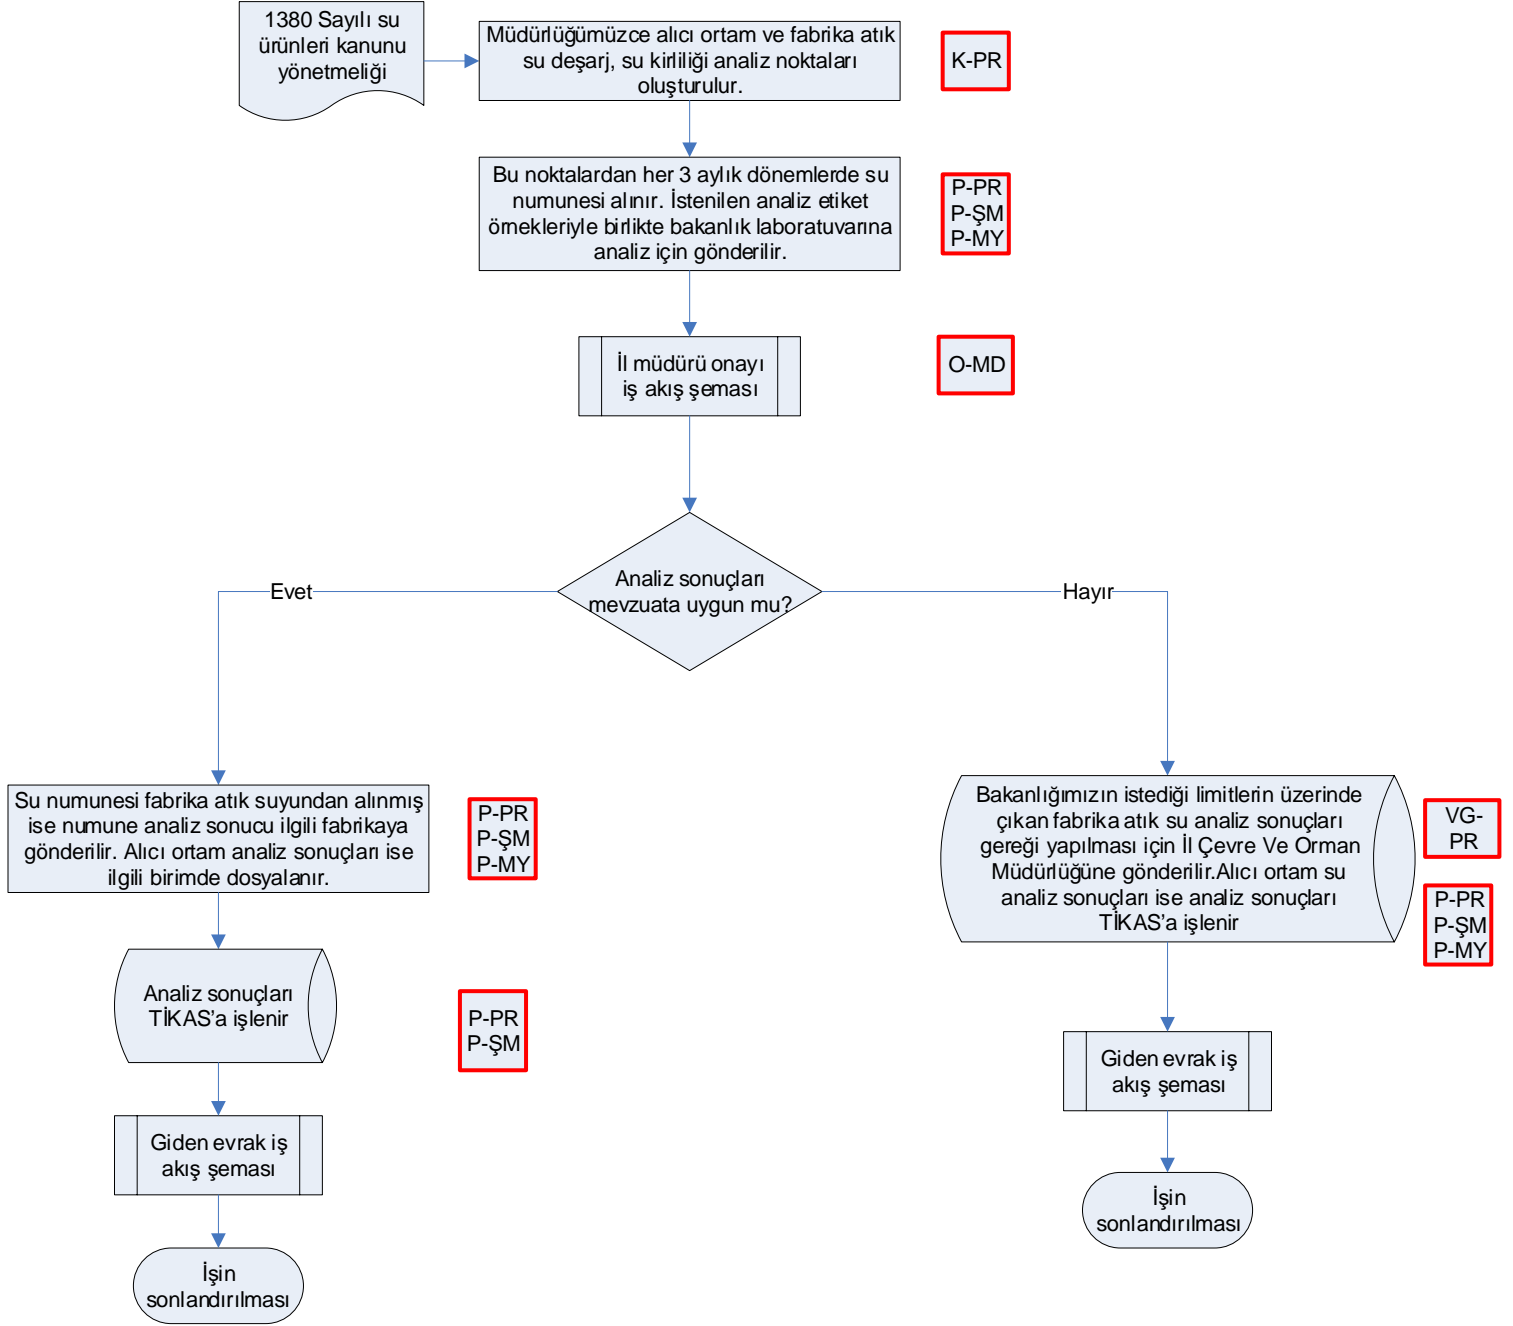 1380 Sayılı su
ürünleri kanunu
yönetmeliği
Müdürlüğümüzce alıcı ortam ve fabrika atık
su deşarj, su kirliliği analiz noktaları
oluşturulur.
K-PR
Bu noktalardan her 3 aylık dönemlerde su
numunesi alınır. İstenilen analiz etiket
örnekleriyle birlikte bakanlık laboratuvarına
analiz için gönderilir.
P-PR
P-ŞM
P-MY
İl müdürü onayı
iş akış şeması
O-MD
Analiz sonuçları
mevzuata uygun mu?
Evet
Hayır
Su numunesi fabrika atık suyundan alınmış
ise numune analiz sonucu ilgili fabrikaya
gönderilir. Alıcı ortam analiz sonuçları ise
ilgili birimde dosyalanır.
P-PR
P-ŞM
P-MY
Analiz sonuçları
TİKAS’a işlenir
P-PR
P-ŞM
Giden evrak iş
akış şeması
İşin
sonlandırılması
Bakanlığımızın istediği limitlerin üzerinde
çıkan fabrika atık su analiz sonuçları
gereği yapılması için İl Çevre Ve Orman
Müdürlüğüne gönderilir.Alıcı ortam su
analiz sonuçları ise analiz sonuçları
TİKAS’a işlenir
VG-
PR
P-PR
P-ŞM
P-MY
Giden evrak iş
akış şeması
İşin
sonlandırılması